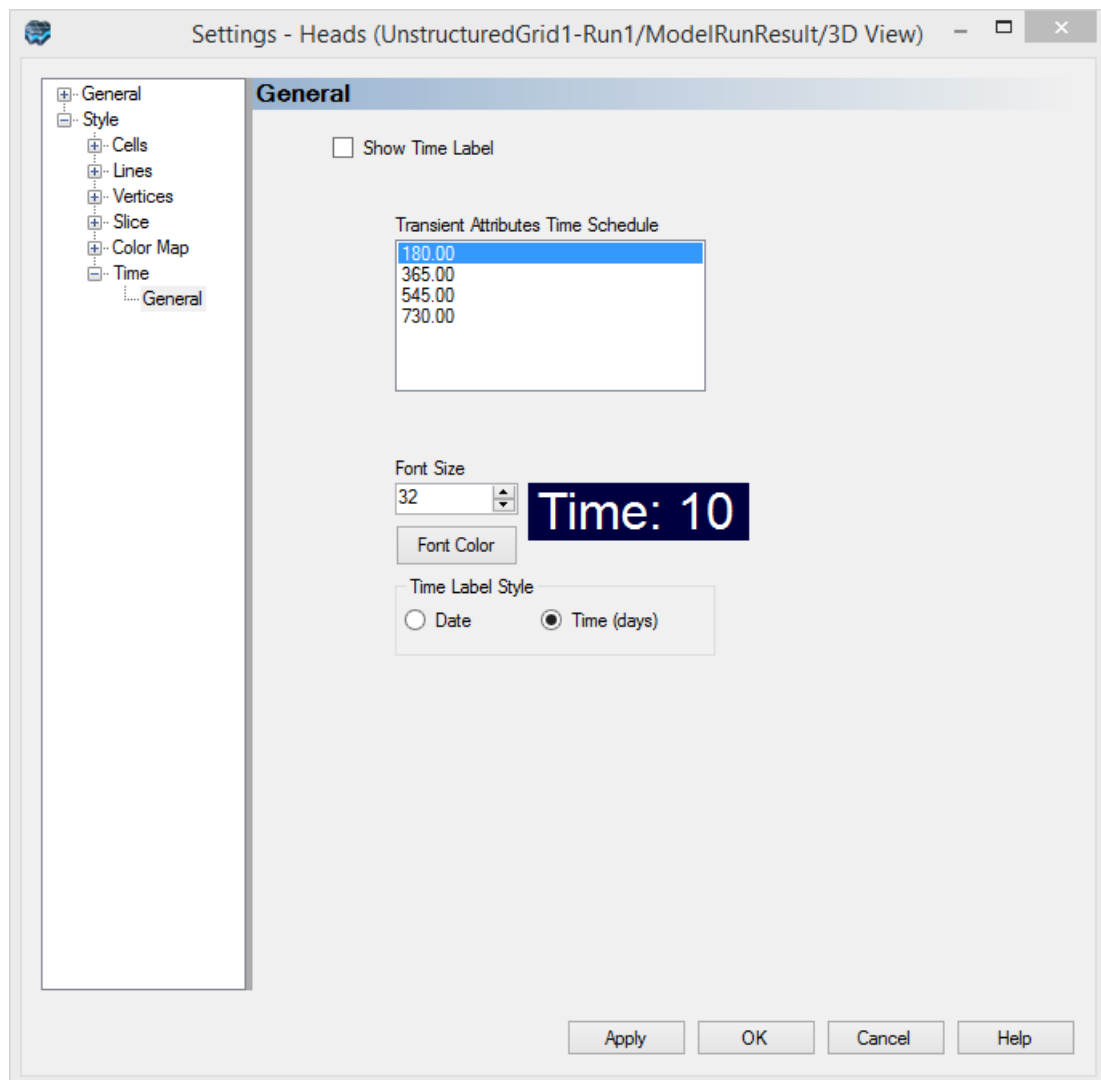 Settings - Heads (UnstructuredGrid1-Run1/ModelRunResult/3D View)
General
Style
Cells
Lines
Vertices
Slice
Color Map
Time
General
General
Show Time Label
Transient Attributes Time Schedule
180.00
365.00
545.00
730.00
Font Size
32
Time: 10
Font Color
Time Label Style
Date Time (days)
Apply OK Cancel Help